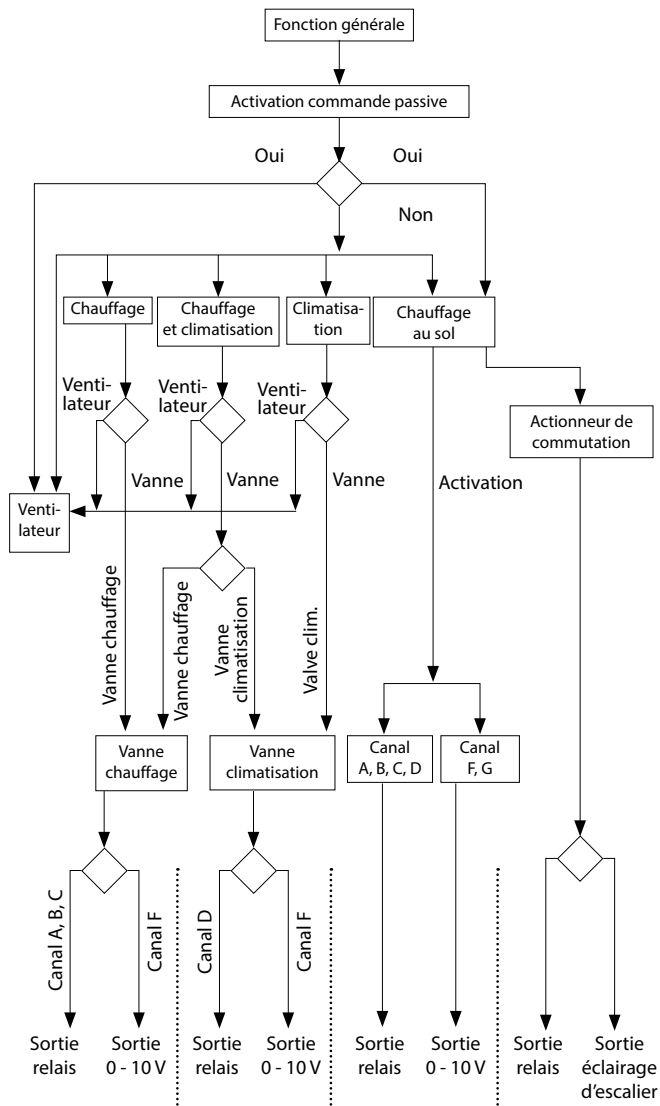 Fonction générale
Activation commande passive
Oui
Oui
Non
Chauffage
Chauffage
et climatisation
Climatisa-
tion
Chauffage
au sol
Venti-
lateur
Venti-
lateur
Venti-
lateur
Actionneur de
commutation
Vanne
Vanne
Activation
Venti-
lateur
Vanne chauffage
Vanne chauffage
Vanne
climatisation
Valve clim.
Vanne
chauffage
Vanne
climatisation
Canal
A, B, C, D
Canal
F, G
Canal A, B, C
Canal F
Canal D
Canal F
Sortie
relais
Sortie
0 - 10 V
Sortie
relais
Sortie
0 - 10 V
Sortie
relais
Sortie
0 - 10 V
Sortie
relais
Sortie
éclairage
d'escalier